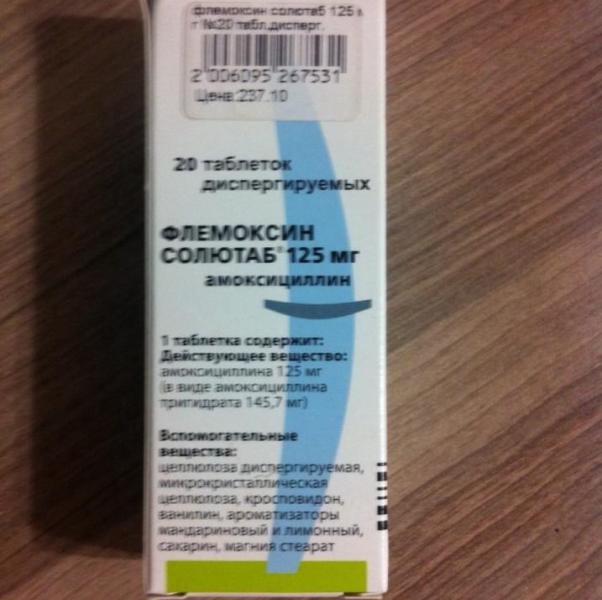 флемоксин солютаб 125 м
г №20 табл.дисперг.
2 006095 267531
Цена:237.10
20 таблеток
диспергируемых
ФЛЕМОКСИН
СОЛЮТАБ® 125 мг
амоксициллин
1 таблетка содержит:
Действующее вещество:
амоксициллина 125 мг
(в виде амоксициллина
тригидрата 145,7 мг)
Вспомогательные
вещества:
целлюлоза диспергируемая,
микрокристаллическая
целлюлоза, кросповидон,
ванилин, ароматизаторы
мандариновый и лимонный,
сахарин, магния стеарат